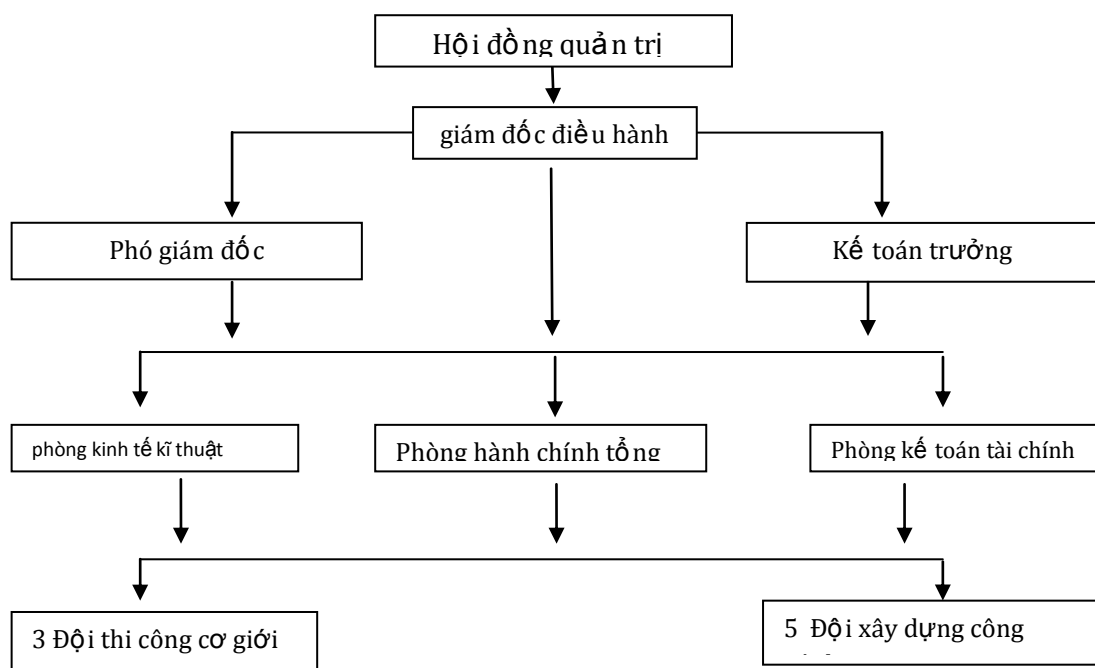 Hội đồng quản trị
giám đốc điều hành
Phó giám đốc
Kế toán trưởng
phòng kinh tế kĩ thuật
Phòng hành chính tổng
Phòng kế toán tài chính
3 Đội thi công cơ giới
5 Đội xây dựng công